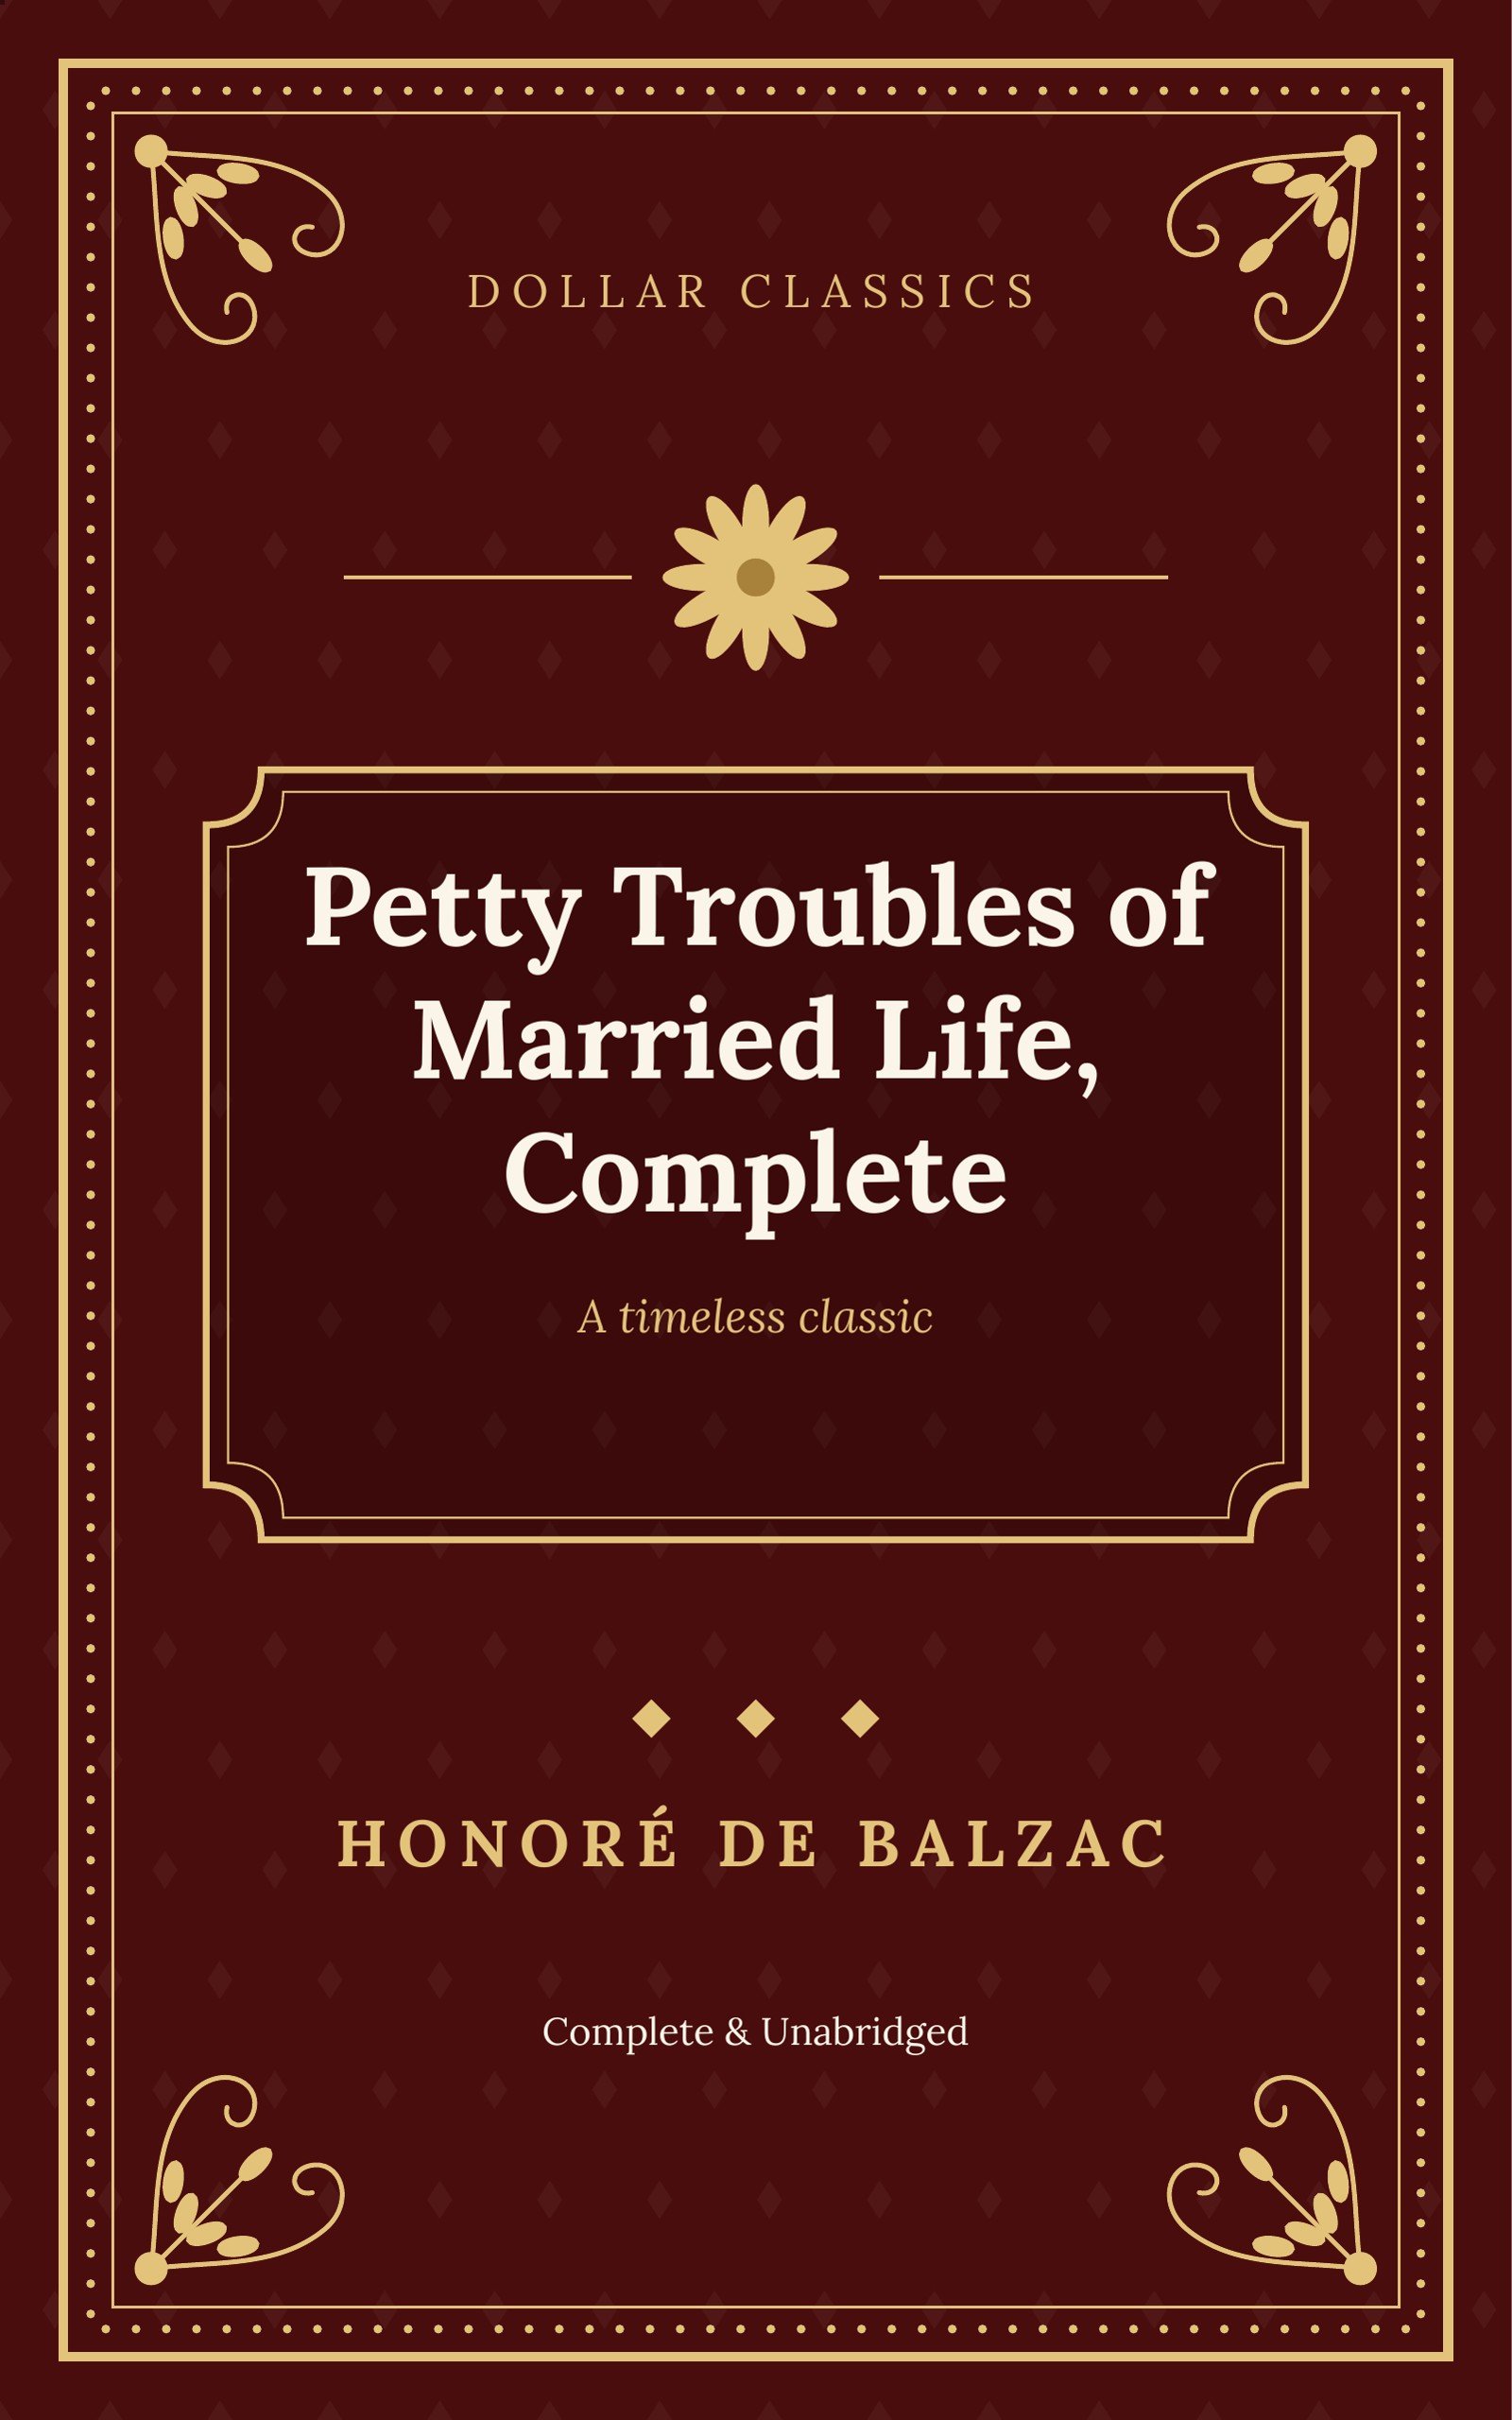 DOLLAR CLASSICS
Petty Troubles of
Married Life,
Complete
A timeless classic
HONORÉ DE BALZAC
Complete & Unabridged